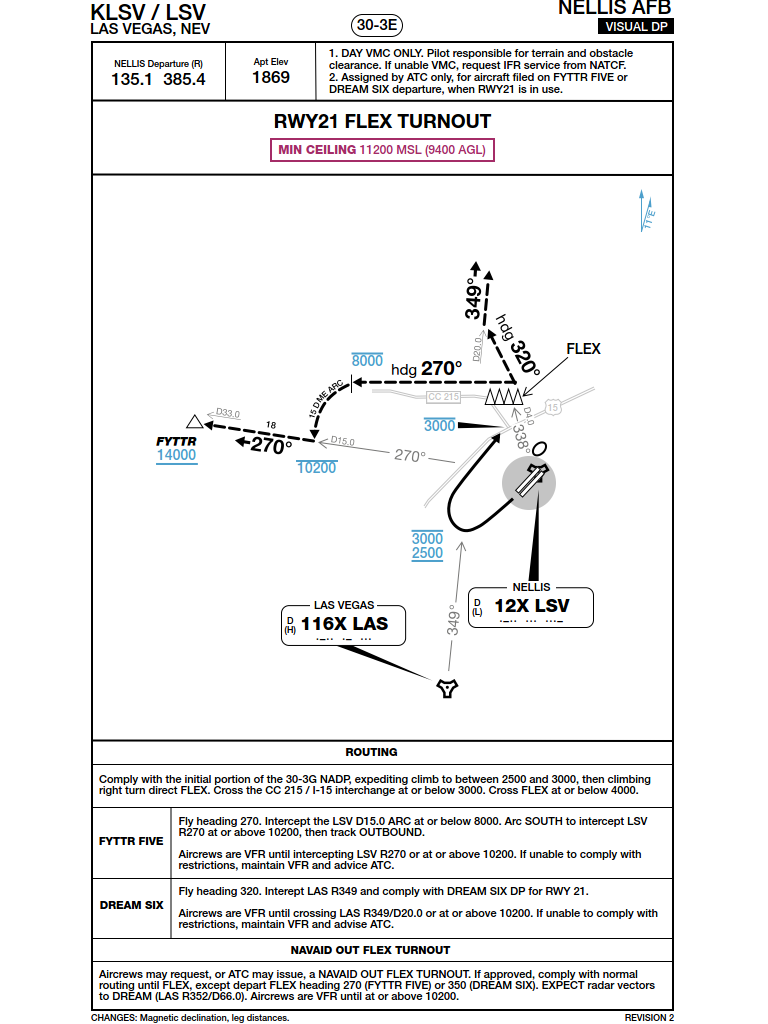 KLSV / LSV
LAS VEGAS, NEV
30-3E
NELLIS AFB
VISUAL DP
NELLIS Departure (R)
135.1 385.4
Apt Elev
1869
1. DAY VMC ONLY. Pilot responsible for terrain and obstacle
clearance. If unable VMC, request IFR service from NATCF.
2. Assigned by ATC only, for aircraft filed on FYTTR FIVE or
DREAM SIX departure, when RWY21 is in use.
RWY21 FLEX TURNOUT
MIN CEILING 11200 MSL (9400 AGL)
11°E
349°
hdg 320°
D20.0
FLEX
8000
hdg 270°
CC 215
15
15 DME ARC
D33.0
18
FYTTR
14000
270°
D15.0
10200
270°
3000
D4.0
338°
3000
2500
349°
NELLIS
D
(L)
12X LSV
.-.. ... ...-
LAS VEGAS
D
(H)
116X LAS
.-.. .- ...
ROUTING
Comply with the initial portion of the 30-3G NADP, expediting climb to between 2500 and 3000, then climbing
right turn direct FLEX. Cross the CC 215 / I-15 interchange at or below 3000. Cross FLEX at or below 4000.
FYTTR FIVE
Fly heading 270. Intercept the LSV D15.0 ARC at or below 8000. Arc SOUTH to intercept LSV
R270 at or above 10200, then track OUTBOUND.
Aircrews are VFR until intercepting LSV R270 or at or above 10200. If unable to comply with
restrictions, maintain VFR and advice ATC.
DREAM SIX
Fly heading 320. Interept LAS R349 and comply with DREAM SIX DP for RWY 21.
Aircrews are VFR until crossing LAS R349/D20.0 or at or above 10200. If unable to comply with
restrictions, maintain VFR and advise ATC.
NAVAID OUT FLEX TURNOUT
Aircrews may request, or ATC may issue, a NAVAID OUT FLEX TURNOUT. If approved, comply with normal
routing until FLEX, except depart FLEX heading 270 (FYTTR FIVE) or 350 (DREAM SIX). EXPECT radar vectors
to DREAM (LAS R352/D66.0). Aircrews are VFR until at or above 10200.
CHANGES: Magnetic declination, leg distances.
REVISION 2